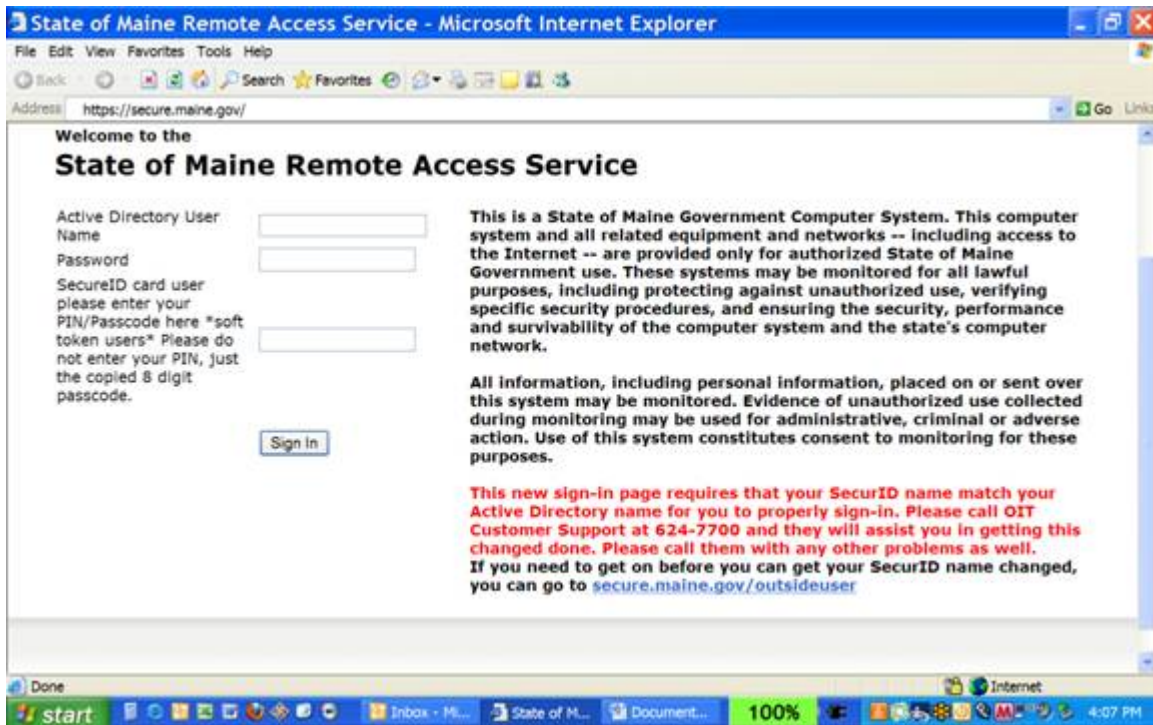 State of Maine Remote Access Service - Microsoft Internet Explorer
File Edit View Favorites Tools Help
Back Search Favorites
Address https://secure.maine.gov/ Go Links
Welcome to the
State of Maine Remote Access Service
Active Directory User
Name
Password
SecureID card user
please enter your
PIN/Passcode here *soft
token users* Please do
not enter your PIN, just
the copied 8 digit
passcode.
Sign In
This is a State of Maine Government Computer System. This computer
system and all related equipment and networks -- including access to
the Internet -- are provided only for authorized State of Maine
Government use. These systems may be monitored for all lawful
purposes, including protecting against unauthorized use, verifying
specific security procedures, and ensuring the security, performance
and survivability of the computer system and the state's computer
network.
All information, including personal information, placed on or sent over
this system may be monitored. Evidence of unauthorized use collected
during monitoring may be used for administrative, criminal or adverse
action. Use of this system constitutes consent to monitoring for these
purposes.
This new sign-in page requires that your SecurID name match your
Active Directory name for you to properly sign-in. Please call OIT
Customer Support at 624-7700 and they will assist you in getting this
changed done. Please call them with any other problems as well.
If you need to get on before you can get your SecurID name changed,
you can go to secure.maine.gov/outsideuser
Done Internet
start Inbox - Mi... State of M... Document... 100% 4:07 PM